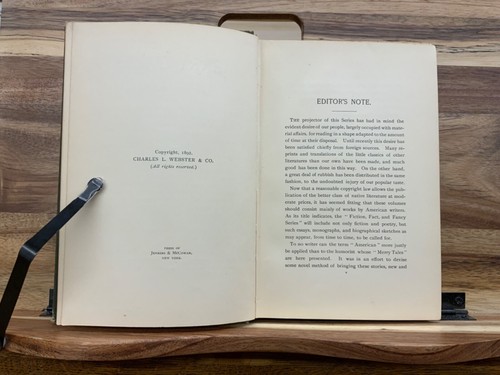 Copyright, 1892,
CHARLES L. WEBSTER & CO.
(All rights reserved.)
PRESS OF
JENKINS & MCCOWAN,
NEW YORK.
EDITOR'S NOTE.
THE projector of this Series has had in mind the
evident desire of our people, largely occupied with mate-
rial affairs, for reading in a shape adapted to the amount
of time at their disposal. Until recently this desire has
been satisfied chiefly from foreign sources. Many re-
prints and translations of the little classics of other
literatures than our own have been made, and much
good has been done in this way. On the other hand,
a great deal of rubbish has been distributed in the same
fashion, to the undoubted injury of our popular taste.
Now that a reasonable copyright law allows the pub-
lication of the better class of native literature at mod-
erate prices, it has seemed fitting that these volumes
should consist mainly of works by American writers.
As its title indicates, the "Fiction, Fact, and Fancy
Series" will include not only fiction and poetry, but
such essays, monographs, and biographical sketches as
may appear, from time to time, to be called for.
To no writer can the term "American" more justly
be applied than to the humorist whose "Merry Tales"
are here presented. It was in an effort to devise
some novel method of bringing these stories, new and